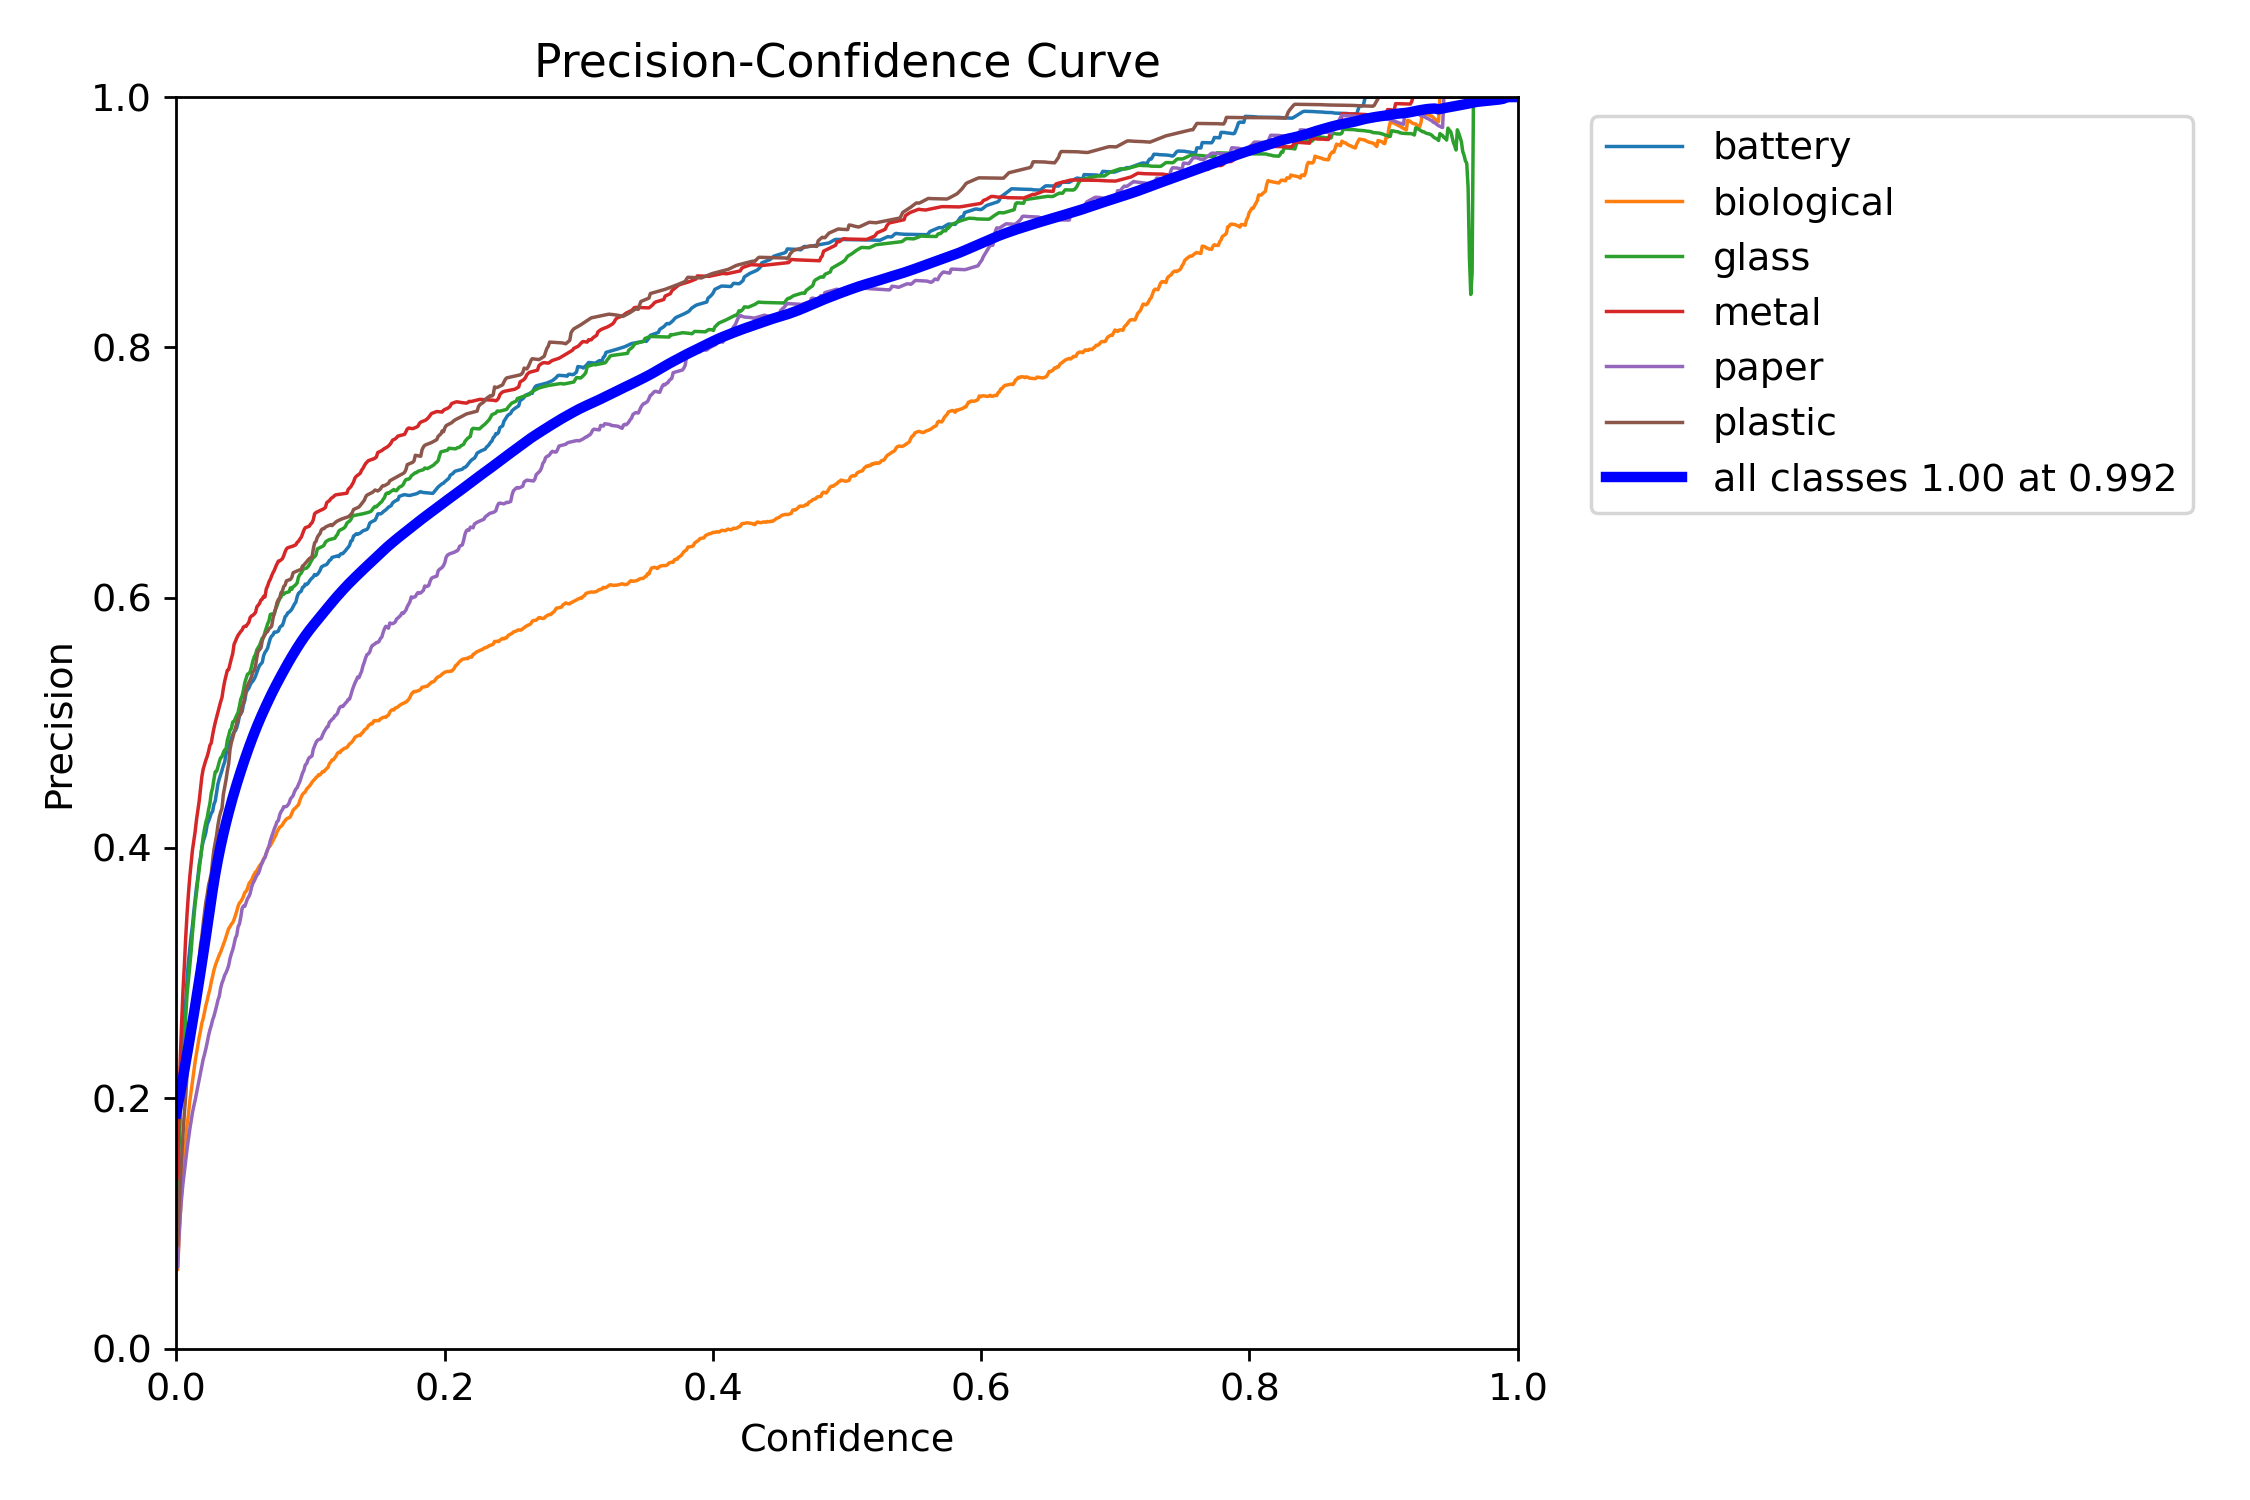 Precision-Confidence Curve
1.0
0.8
0.6
0.4
0.2
0.0
Precision
0.0 0.2 0.4 0.6 0.8 1.0
Confidence
battery
biological
glass
metal
paper
plastic
all classes 1.00 at 0.992